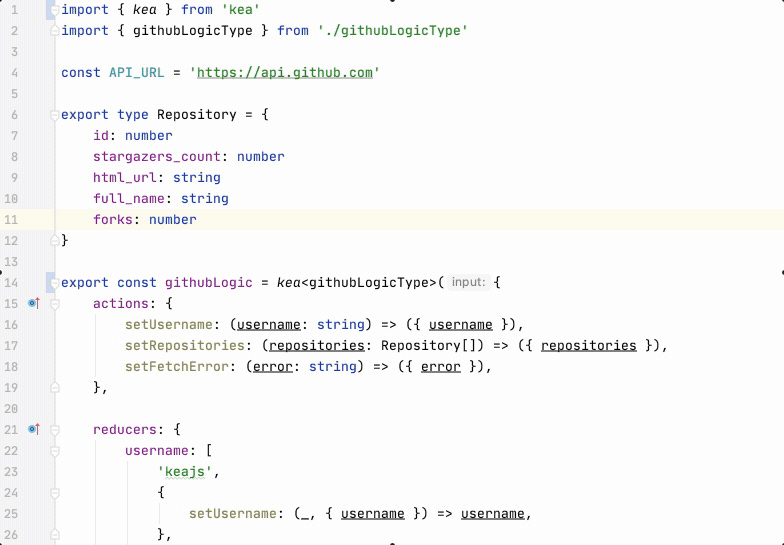 1 import { kea } from 'kea'
2 import { githubLogicType } from './githubLogicType'
3
4 const API_URL = 'https://api.github.com'
5
6 export type Repository = {
7     id: number
8     stargazers_count: number
9     html_url: string
10     full_name: string
11     forks: number
12 }
13
14 export const githubLogic = kea<githubLogicType>( input: {
15     actions: {
16         setUsername: (username: string) => ({ username }),
17         setRepositories: (repositories: Repository[]) => ({ repositories }),
18         setFetchError: (error: string) => ({ error }),
19     },
20
21     reducers: {
22         username: [
23             'keajs',
24             {
25                 setUsername: (_, { username }) => username,
26             },